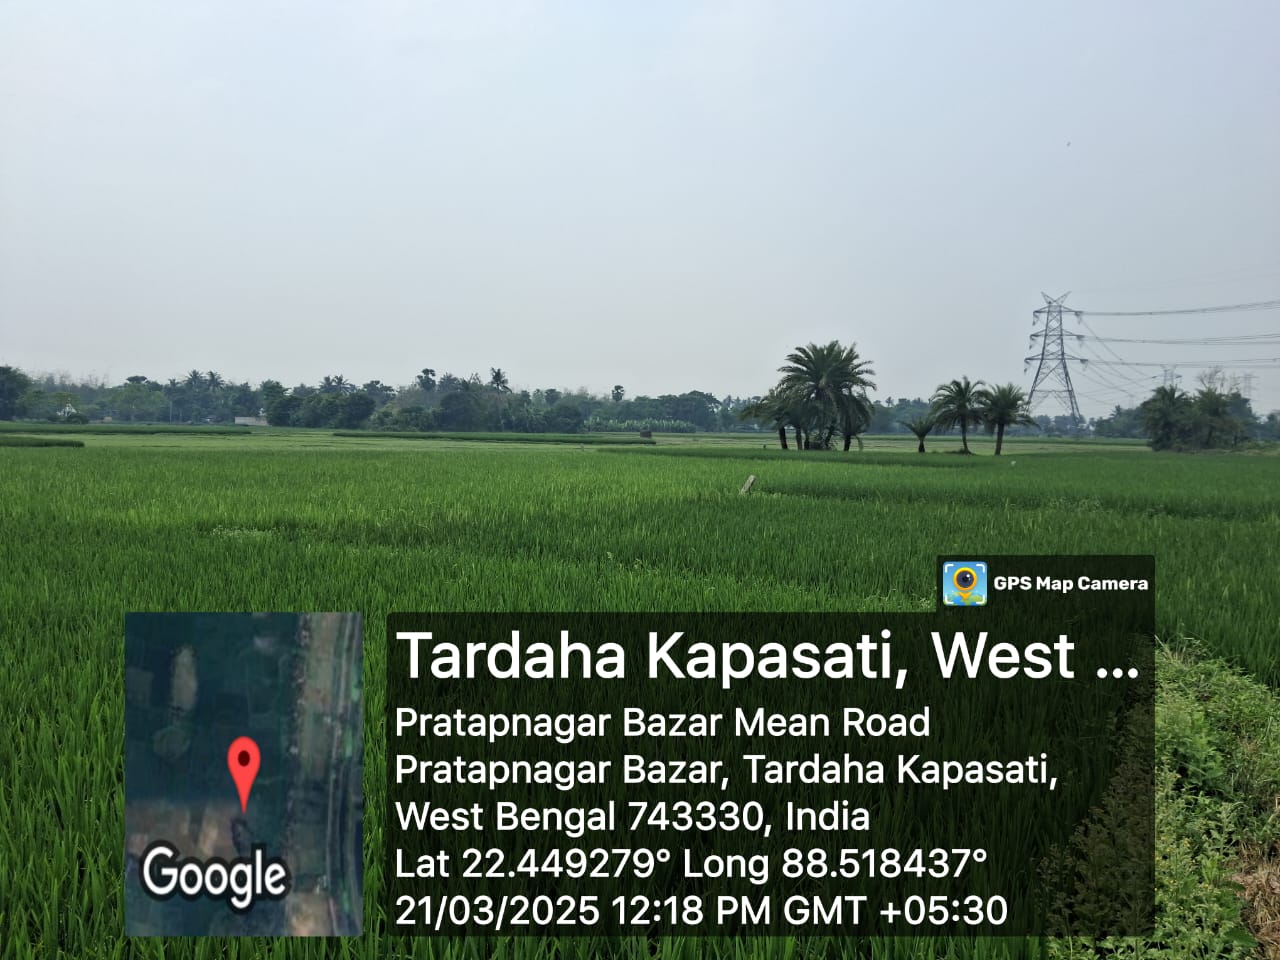 GPS Map Camera
Tardaha Kapasati, West ...
Pratapnagar Bazar Mean Road
Pratapnagar Bazar, Tardaha Kapasati,
West Bengal 743330, India
Lat 22.449279° Long 88.518437°
21/03/2025 12:18 PM GMT +05:30
Google